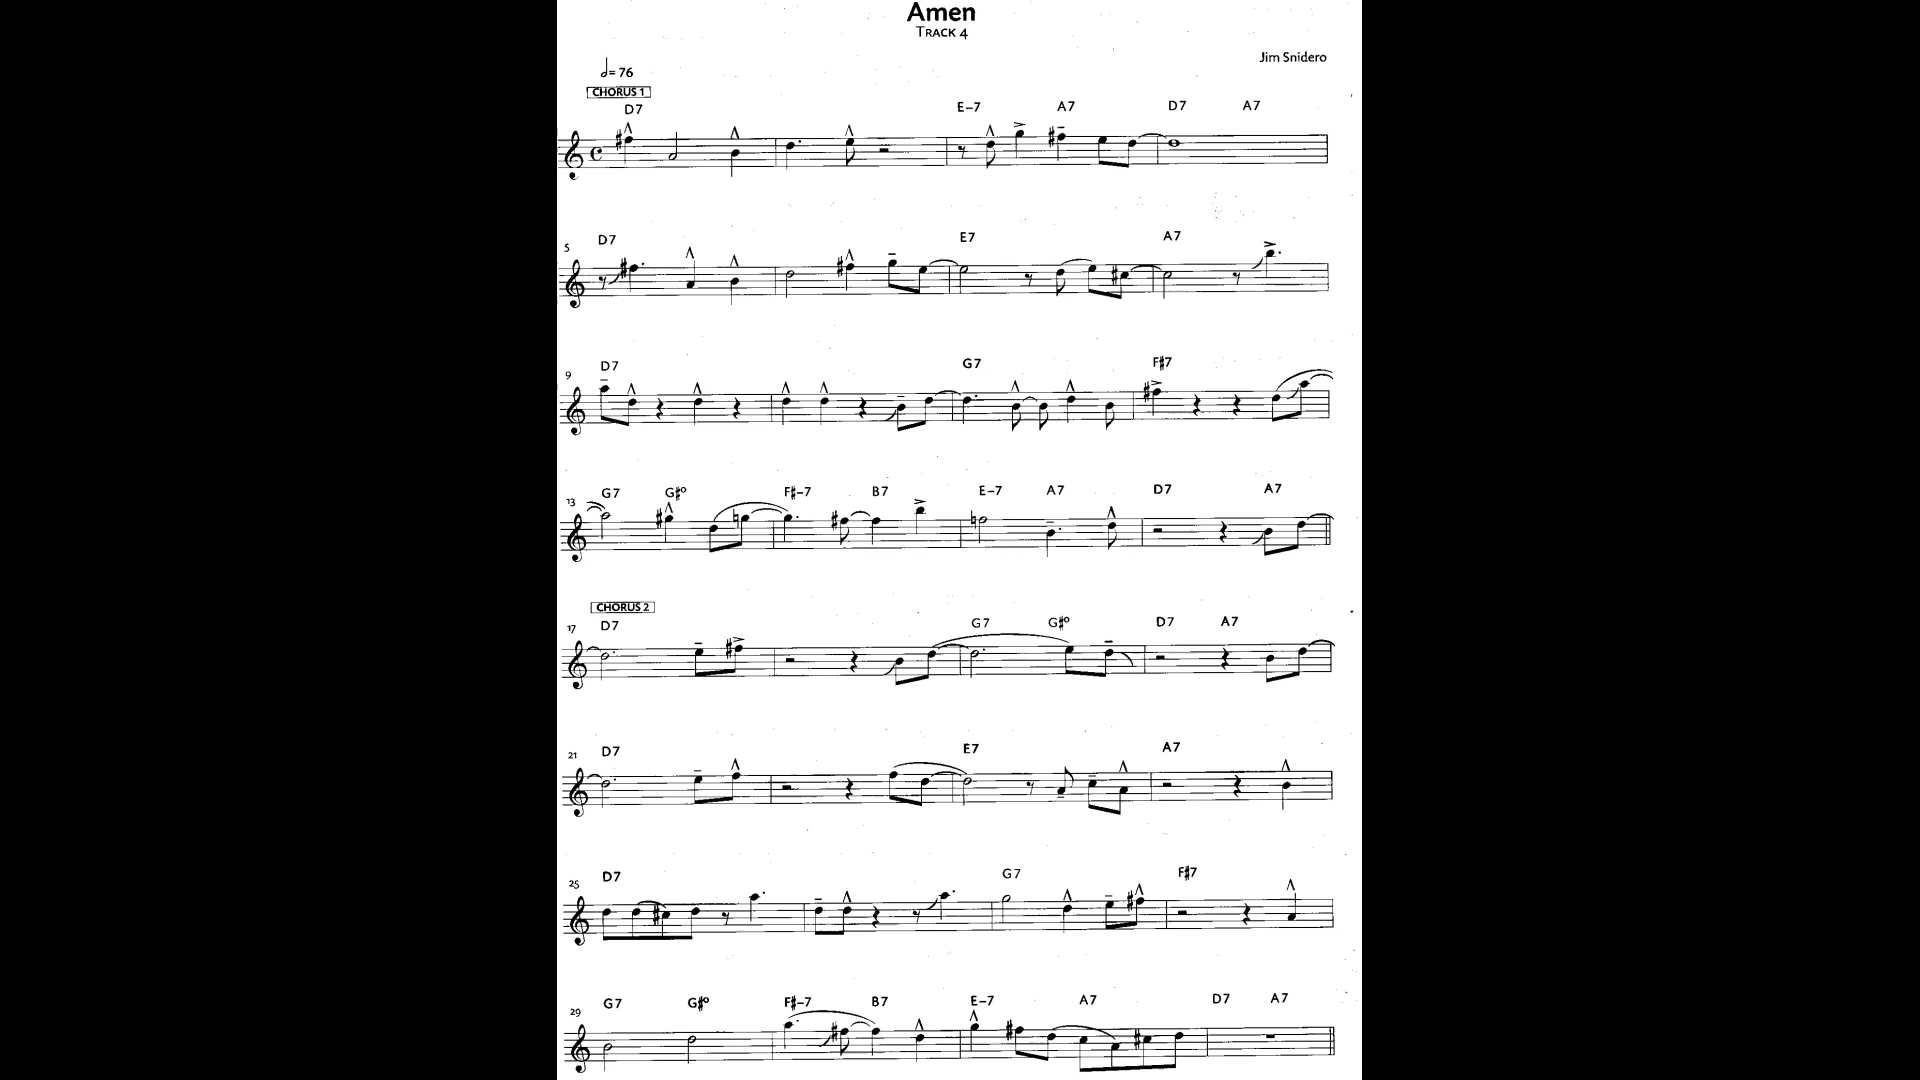 Amen
TRACK 4
Jim Snidero
𝅗𝅥= 76
CHORUS 1
D7 E–7 A7 D7 A7
5 D7 E7 A7
9 D7 G7 F♯7
13 G7 G♯o F♯–7 B7 E–7 A7 D7 A7
CHORUS 2
17 D7 G7 G♯o D7 A7
21 D7 E7 A7
25 D7 G7 F♯7
29 G7 G♯o F♯–7 B7 E–7 A7 D7 A7